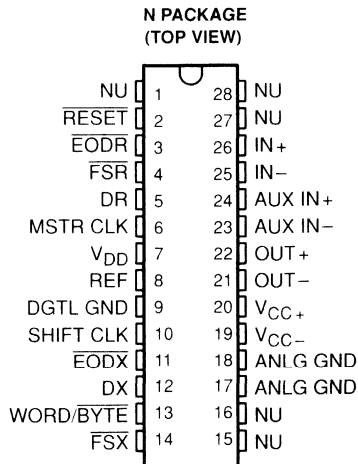 N PACKAGE
(TOP VIEW)
NU 1 28 NU
RESET 2 27 NU
EODR 3 26 IN+
FSR 4 25 IN−
DR 5 24 AUX IN+
MSTR CLK 6 23 AUX IN−
VDD 7 22 OUT+
REF 8 21 OUT−
DGTL GND 9 20 VCC+
SHIFT CLK 10 19 VCC−
EODX 11 18 ANLG GND
DX 12 17 ANLG GND
WORD/BYTE 13 16 NU
FSX 14 15 NU